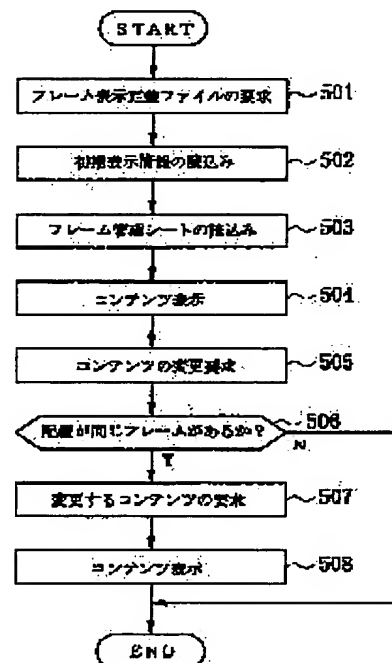 START
フレーム表示定義ファイルの要求
501
初期表示情報の読込み
502
フレーム管理シートの読込み
503
コンテンツ表示
504
コンテンツの変更要求
505
配置が同じフレームがあるか?
506
N
Y
変更するコンテンツの要求
507
コンテンツ表示
508
END